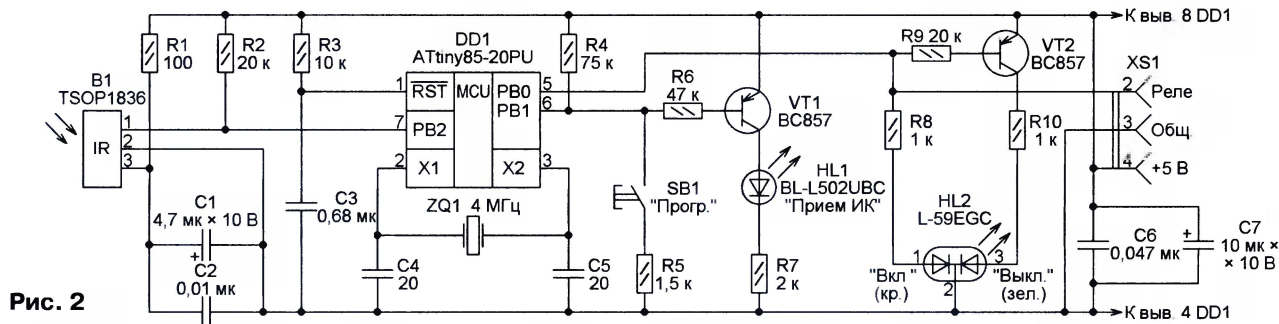 К выв. 8 DD1
R1
100
R2
20 к
R3
10 к
DD1
ATtiny85-20PU
R4
75 к
R9 20 к
VT2
BC857
XS1
B1
TSOP1836
IR
1
2
3
1
RST
MCU
PB0
5
PB1
6
7
PB2
2
X1
X2
3
R6
47 к
VT1
BC857
R8
1 к
R10
1 к
2
Реле
3
Общ
4
+5 В
C1
4,7 мк × 10 В
+
C2
0,01 мк
C3
0,68 мк
ZQ1 4 МГц
C4
20
C5
20
SB1
"Прогр."
R5
1,5 к
HL1
BL-L502UBC
"Прием ИК"
R7
2 к
HL2
L-59EGC
1
2
3
"Вкл "
(кр.)
"Выкл."
(зел.)
C6
0,047 мк
+
C7
10 мк ×
× 10 В
Рис. 2
К выв. 4 DD1